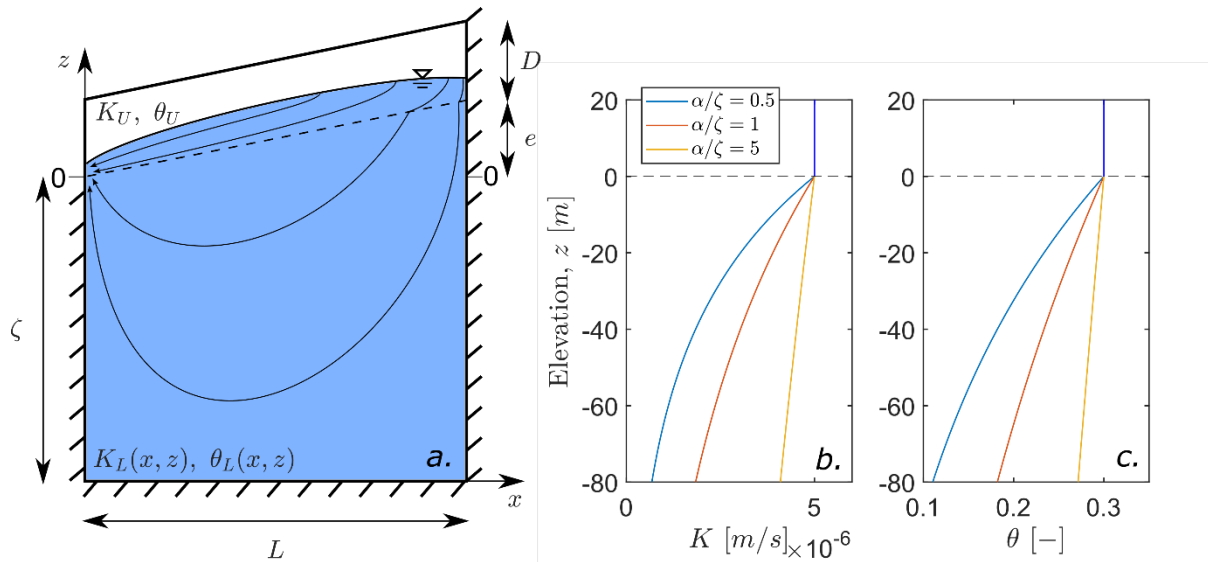 z
D
K_U, θ_U
e
0
0
ζ
K_L(x, z), θ_L(x, z)
a.
x
L
α/ζ = 0.5
α/ζ = 1
α/ζ = 5
Elevation, z [m]
20
0
-20
-40
-60
-80
b.
0
5
K [m/s]
×10^-6
20
0
-20
-40
-60
-80
c.
0.1
0.2
0.3
θ [−]